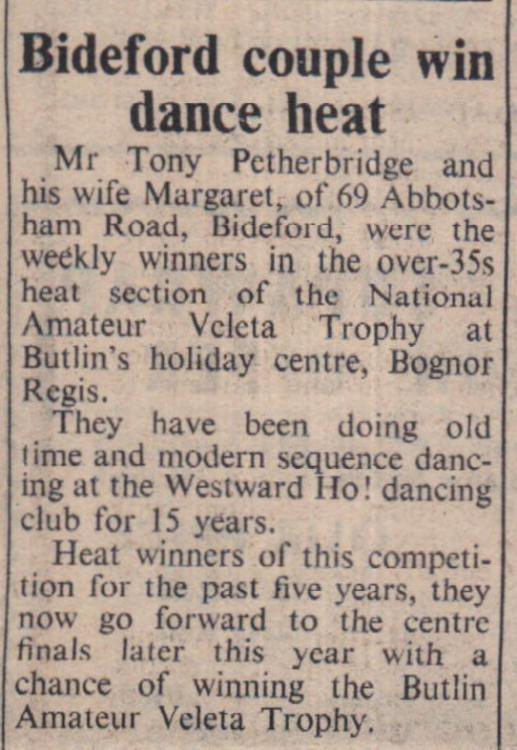 Bideford couple win
dance heat
Mr Tony Petherbridge and
his wife Margaret, of 69 Abbots-
ham Road, Bideford, were the
weekly winners in the over-35s
heat section of the National
Amateur Veleta Trophy at
Butlin's holiday centre, Bognor
Regis.
They have been doing old
time and modern sequence danc-
ing at the Westward Ho! dancing
club for 15 years.
Heat winners of this competi-
tion for the past five years, they
now go forward to the centre
finals later this year with a
chance of winning the Butlin
Amateur Veleta Trophy.